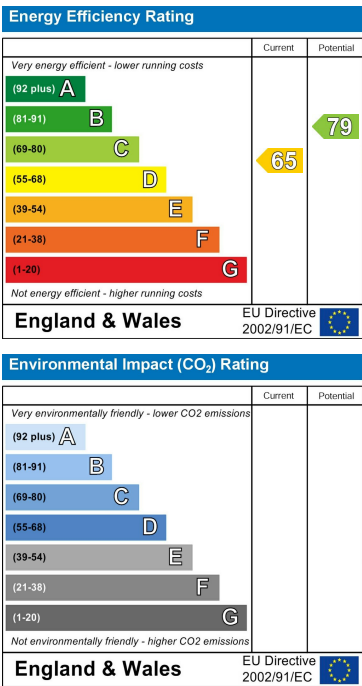 Energy Efficiency Rating
Current Potential
Very energy efficient - lower running costs
(92 plus) A
(81-91) B
(69-80) C
(55-68) D
(39-54) E
(21-38) F
(1-20) G
65
79
Not energy efficient - higher running costs
England & Wales
EU Directive
2002/91/EC
Environmental Impact (CO₂) Rating
Current Potential
Very environmentally friendly - lower CO2 emissions
(92 plus) A
(81-91) B
(69-80) C
(55-68) D
(39-54) E
(21-38) F
(1-20) G
Not environmentally friendly - higher CO2 emissions
England & Wales
EU Directive
2002/91/EC